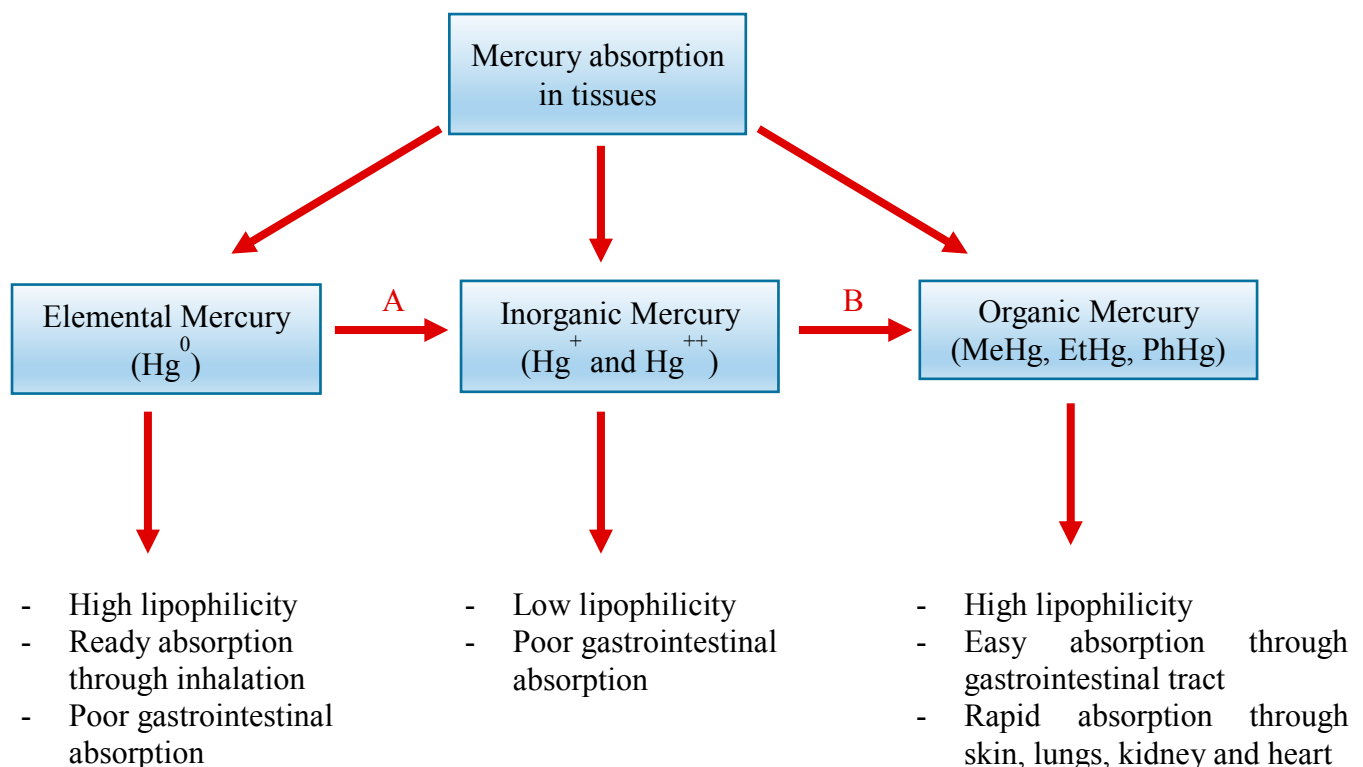 Mercury absorption
in tissues
A
B
Elemental Mercury
(Hg⁰)
Inorganic Mercury
(Hg⁺ and Hg⁺⁺)
Organic Mercury
(MeHg, EtHg, PhHg)
- High lipophilicity
- Ready absorption
through inhalation
- Poor gastrointestinal
absorption
- Low lipophilicity
- Poor gastrointestinal
absorption
- High lipophilicity
- Easy absorption through
gastrointestinal tract
- Rapid absorption through
skin, lungs, kidney and heart